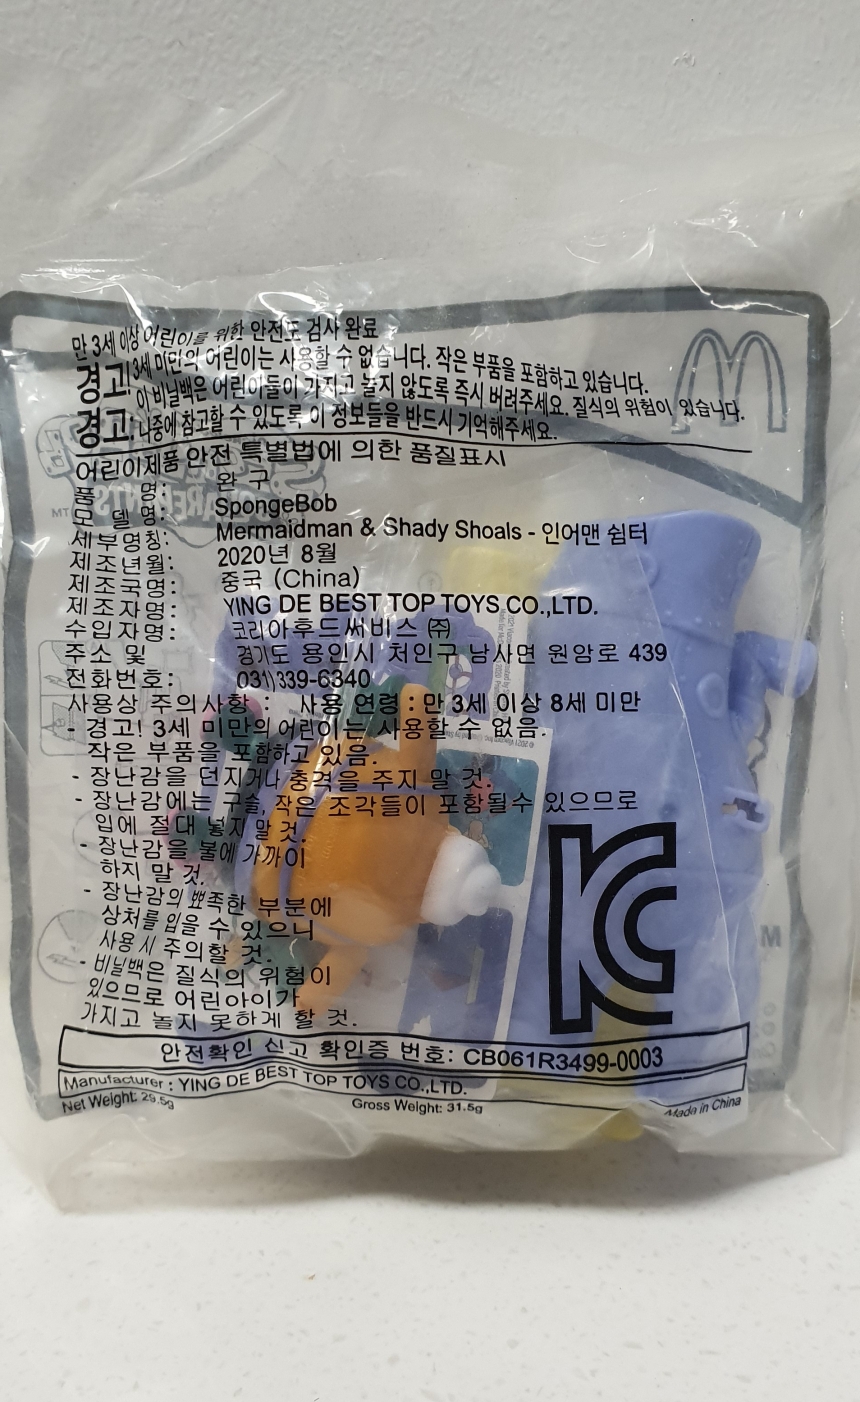 만 3세 이상 어린이를 위한 안전도 검사 완료
경고! 3세 미만의 어린이는 사용할 수 없습니다. 작은 부품을 포함하고 있습니다.
이 비닐백은 어린이들이 가지고 놀지 않도록 즉시 버려주세요. 질식의 위험이 있습니다.
경고. 나중에 참고할 수 있도록, 이 정보들을 반드시 기억해주세요.
어린이제품 안전 특별법에 의한 품질표시
품 명: 완 구
모 델 명: SpongeBob
세부명칭: Mermaidman & Shady Shoals - 인어맨 쉼터
제조년월: 2020년 8월
제조국명: 중국 (China)
제조자명: YING DE BEST TOP TOYS CO.,LTD.
수입자명: 코리아후드써비스 ㈜
주소 및 경기도 용인시 처인구 남사면 원암로 439
전화번호: 031)339-6340
사용상 주의사항 : 사용 연령 : 만 3세 이상 8세 미만
- 경고! 3세 미만의 어린이는 사용할 수 없음.
작은 부품을 포함하고 있음.
- 장난감을 던지거나 충격을 주지 말 것.
- 장난감에는 구슬, 작은 조각들이 포함될수 있으므로
입에 절대 넣지 말 것.
- 장난감을 불에 가까이
하지 말 것.
- 장난감의 뾰족한 부분에
상처를 입을 수 있으니
사용시 주의할 것.
- 비닐백은 질식의 위험이
있으므로 어린아이가
가지고 놀지 못하게 할 것.
안전확인 신고 확인증 번호: CB061R3499-0003
Manufacturer : YING DE BEST TOP TOYS CO.,LTD.
Net Weight: 29.5g Gross Weight: 31.5g Made in China